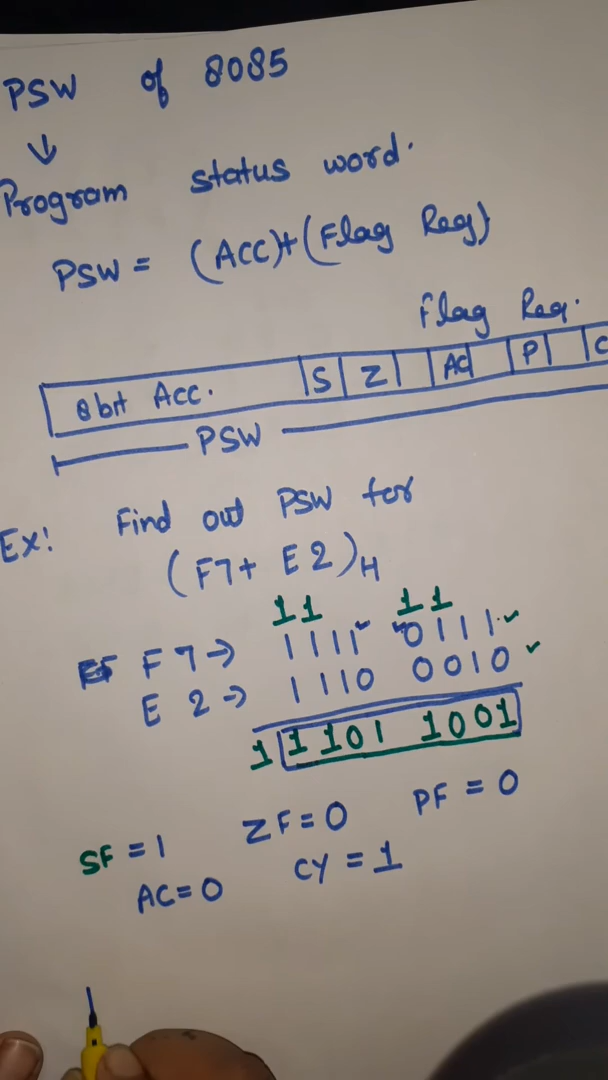 PSW of 8085
↓
Program status word.
PSW = (ACC)+(Flag Reg)
Flag Reg.
8bit Acc. S Z AC P C
PSW
Ex! Find out PSW for
(F7+ E2)H
11 11
F7→ 1111 0111
E2→ 1110 0010
1 1101 1001
SF=1 ZF=0 PF=0
AC=0 CY=1